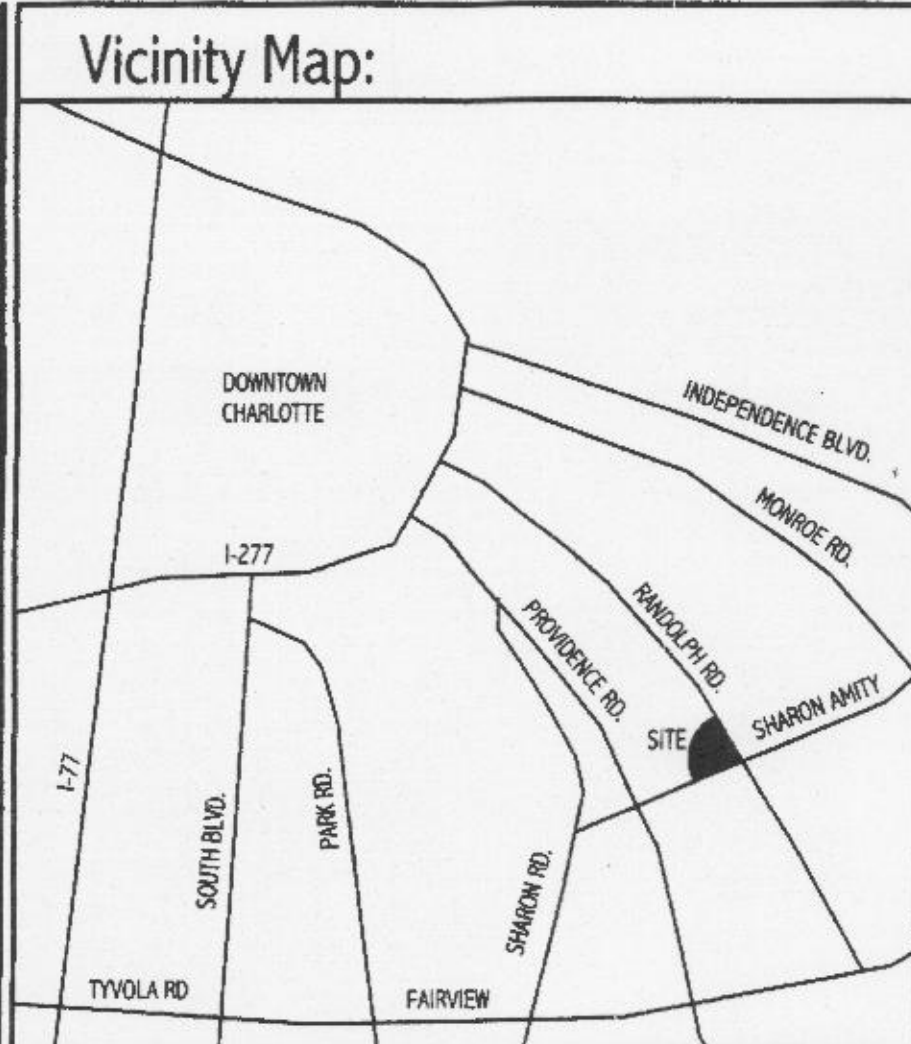 Vicinity Map:
DOWNTOWN
CHARLOTTE
INDEPENDENCE BLVD.
MONROE RD.
I-277
RANDOLPH RD.
PROVIDENCE RD.
SHARON AMITY
SITE
I-77
PARK RD.
SOUTH BLVD.
SHARON RD.
TYVOLA RD
FAIRVIEW